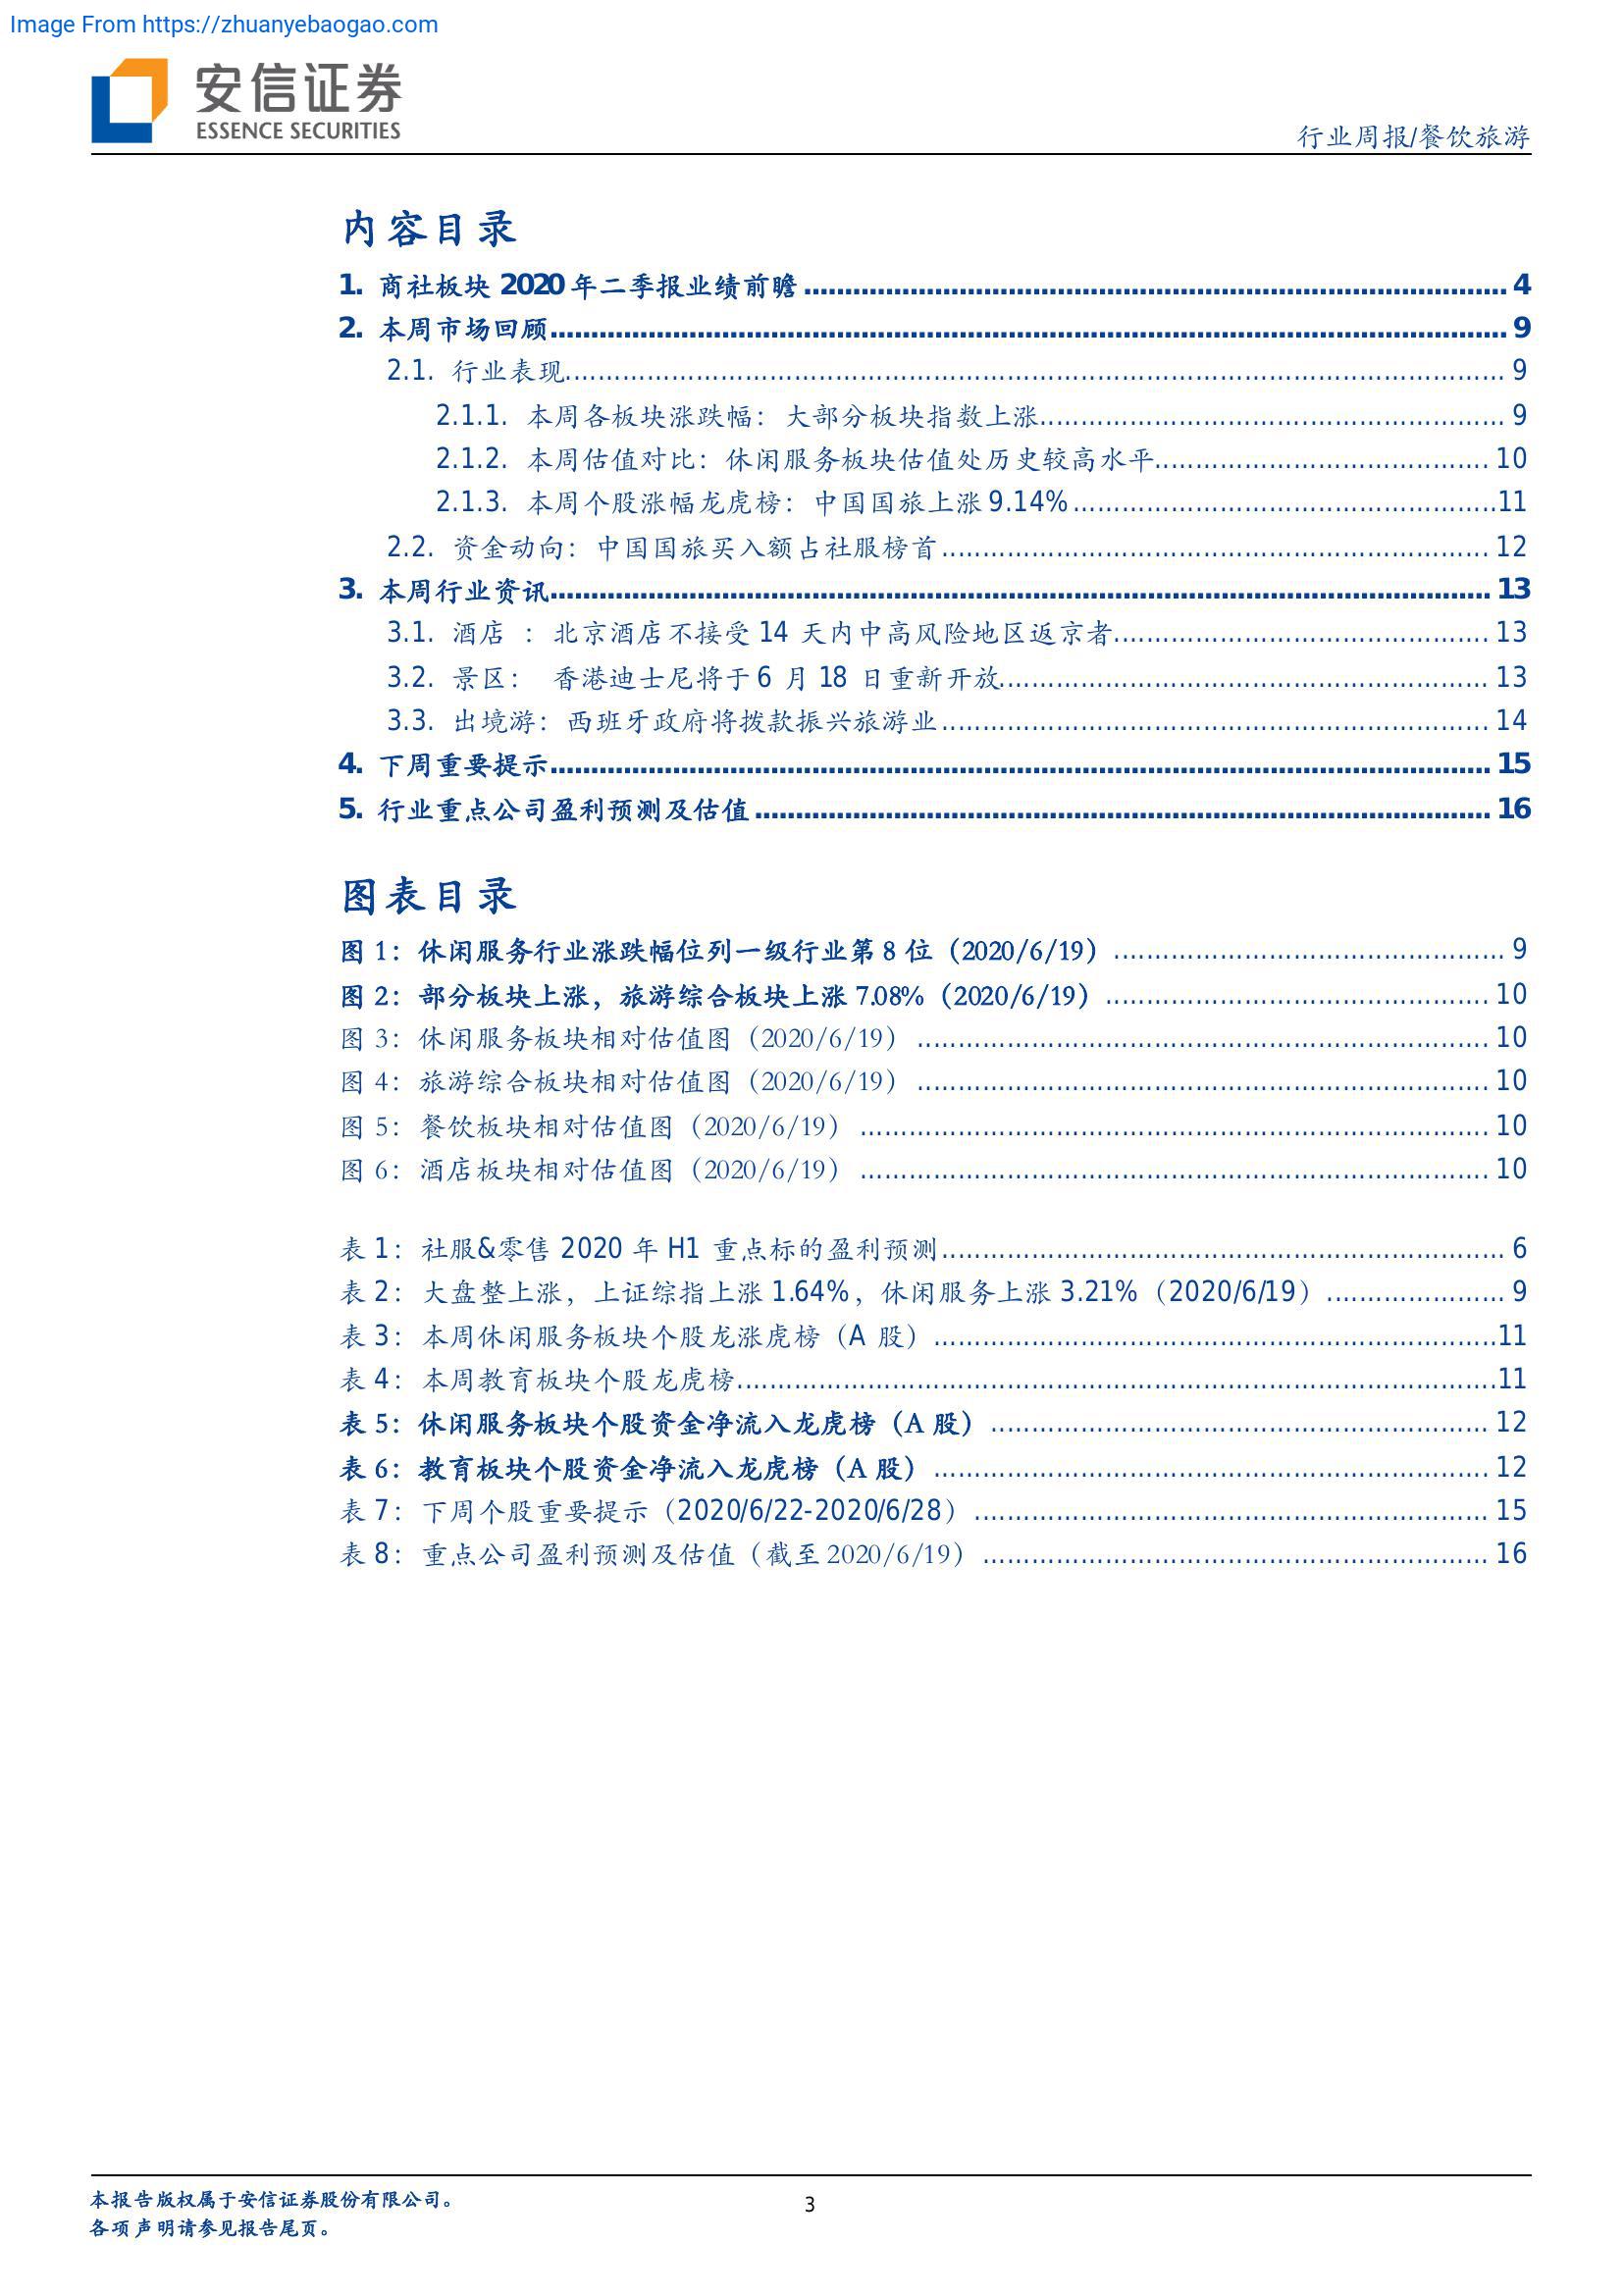 Image From https://zhuanyebaogao.com
安信证券
ESSENCE SECURITIES
行业周报/餐饮旅游
内容目录
1. 商社板块 2020 年二季报业绩前瞻 ........ 4
2. 本周市场回顾 ........ 9
2.1. 行业表现 ........ 9
2.1.1. 本周各板块涨跌幅：大部分板块指数上涨 ........ 9
2.1.2. 本周估值对比：休闲服务板块估值处历史较高水平 ........ 10
2.1.3. 本周个股涨幅龙虎榜：中国国旅上涨 9.14% ........ 11
2.2. 资金动向：中国国旅买入额占社服榜首 ........ 12
3. 本周行业资讯 ........ 13
3.1. 酒店 ：北京酒店不接受 14 天内中高风险地区返京者 ........ 13
3.2. 景区： 香港迪士尼将于 6 月 18 日重新开放 ........ 13
3.3. 出境游：西班牙政府将拨款振兴旅游业 ........ 14
4. 下周重要提示 ........ 15
5. 行业重点公司盈利预测及估值 ........ 16
图表目录
图 1：休闲服务行业涨跌幅位列一级行业第 8 位（2020/6/19） ........ 9
图 2：部分板块上涨，旅游综合板块上涨 7.08%（2020/6/19） ........ 10
图 3：休闲服务板块相对估值图（2020/6/19） ........ 10
图 4：旅游综合板块相对估值图（2020/6/19） ........ 10
图 5：餐饮板块相对估值图（2020/6/19） ........ 10
图 6：酒店板块相对估值图（2020/6/19） ........ 10
表 1：社服&零售 2020 年 H1 重点标的盈利预测 ........ 6
表 2：大盘整上涨，上证综指上涨 1.64%，休闲服务上涨 3.21%（2020/6/19） ........ 9
表 3：本周休闲服务板块个股龙涨虎榜（A 股） ........ 11
表 4：本周教育板块个股龙虎榜 ........ 11
表 5：休闲服务板块个股资金净流入龙虎榜（A 股） ........ 12
表 6：教育板块个股资金净流入龙虎榜（A 股） ........ 12
表 7：下周个股重要提示（2020/6/22-2020/6/28） ........ 15
表 8：重点公司盈利预测及估值（截至 2020/6/19） ........ 16
本报告版权属于安信证券股份有限公司。
各项声明请参见报告尾页。
3